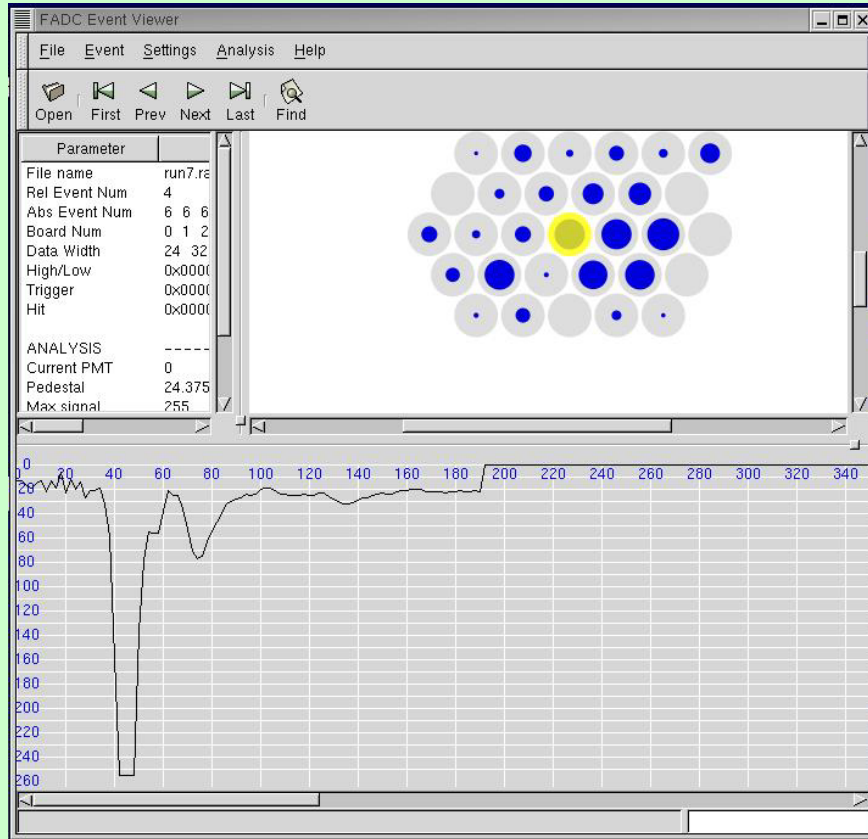 FADC Event Viewer
File Event Settings Analysis Help
Open First Prev Next Last Find
Parameter
File name run7.ra
Rel Event Num 4
Abs Event Num 6 6 6
Board Num 0 1 2
Data Width 24 32
High/Low 0x0000
Trigger 0x0000
Hit 0x0000
ANALYSIS -----
Current PMT 0
Pedestal 24.375
Max signal 255
0 20 40 60 80 100 120 140 160 180 200 220 240 260 280 300 320 340
0
20
40
60
80
100
120
140
160
180
200
220
240
260